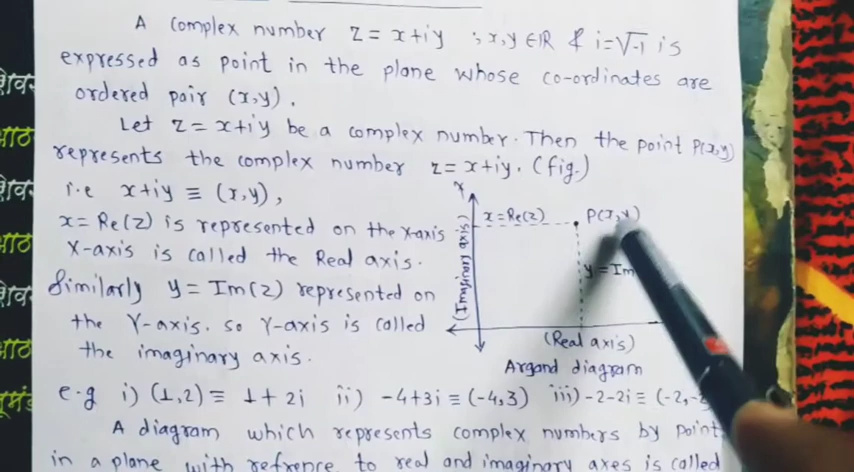 A complex number z = x+iy ; x,y ∈ IR & i=√-1 is
expressed as point in the plane whose co-ordinates are
ordered pair (x,y).
Let z = x+iy be a complex number. Then the point P(x,y)
represents the complex number z = x+iy. (fig.)
i.e x+iy ≡ (x,y),
x = Re(z) is represented on the x-axis
X-axis is called the Real axis.
Similarly y = Im(z) represented on
the Y-axis. so Y-axis is called
the imaginary axis.
(Imaginary axis)
x = Re(z)
P(x,y)
y = Im
(Real axis)
Argand diagram
e.g i) (1,2) ≡ 1+2i ii) -4+3i ≡ (-4,3) iii) -2-2i ≡ (-2,-2
A diagram which represents complex numbers by point
in a plane with refrence to real and imaginary axes is called
शिव
आठ
शिव
आठ
शिव
आठ